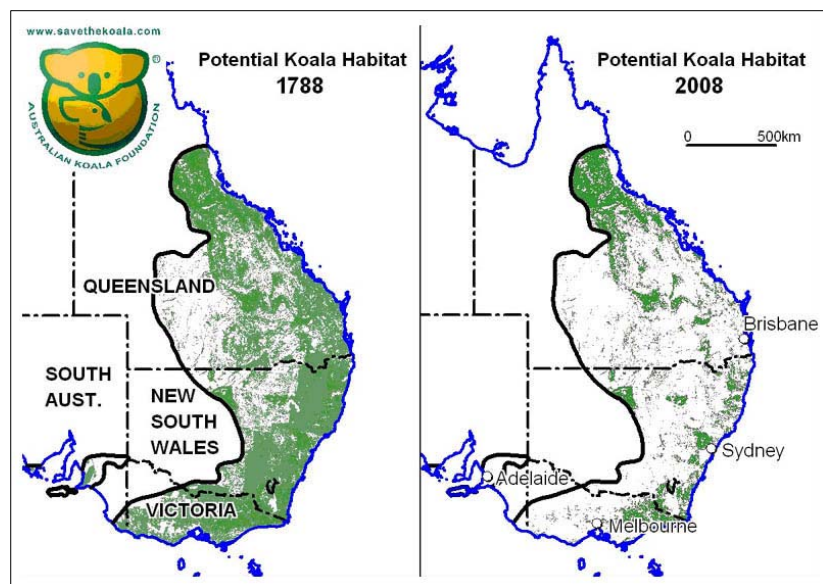 www.savethekoala.com
®
AUSTRALIAN KOALA FOUNDATION
Potential Koala Habitat
1788
QUEENSLAND
SOUTH
AUST.
NEW
SOUTH
WALES
VICTORIA
Potential Koala Habitat
2008
0 500km
Brisbane
Sydney
Adelaide
Melbourne